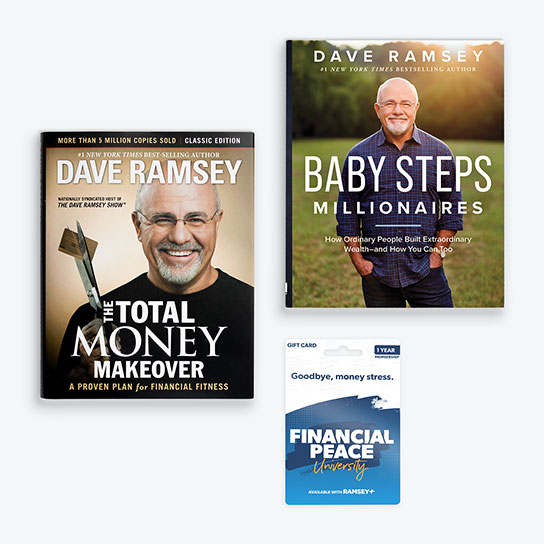 MORE THAN 5 MILLION COPIES SOLD | CLASSIC EDITION
#1 NEW YORK TIMES BEST-SELLING AUTHOR
DAVE RAMSEY
NATIONALLY SYNDICATED HOST OF
THE DAVE RAMSEY SHOW™
THE TOTAL
MONEY
MAKEOVER
A PROVEN PLAN for FINANCIAL FITNESS
DAVE RAMSEY
#1 NEW YORK TIMES BESTSELLING AUTHOR
BABY STEPS
MILLIONAIRES
How Ordinary People Built Extraordinary
Wealth—and How You Can Too
GIFT CARD
1 YEAR
MEMBERSHIP
Goodbye, money stress.
FINANCIAL
PEACE
University
AVAILABLE WITH RAMSEY+